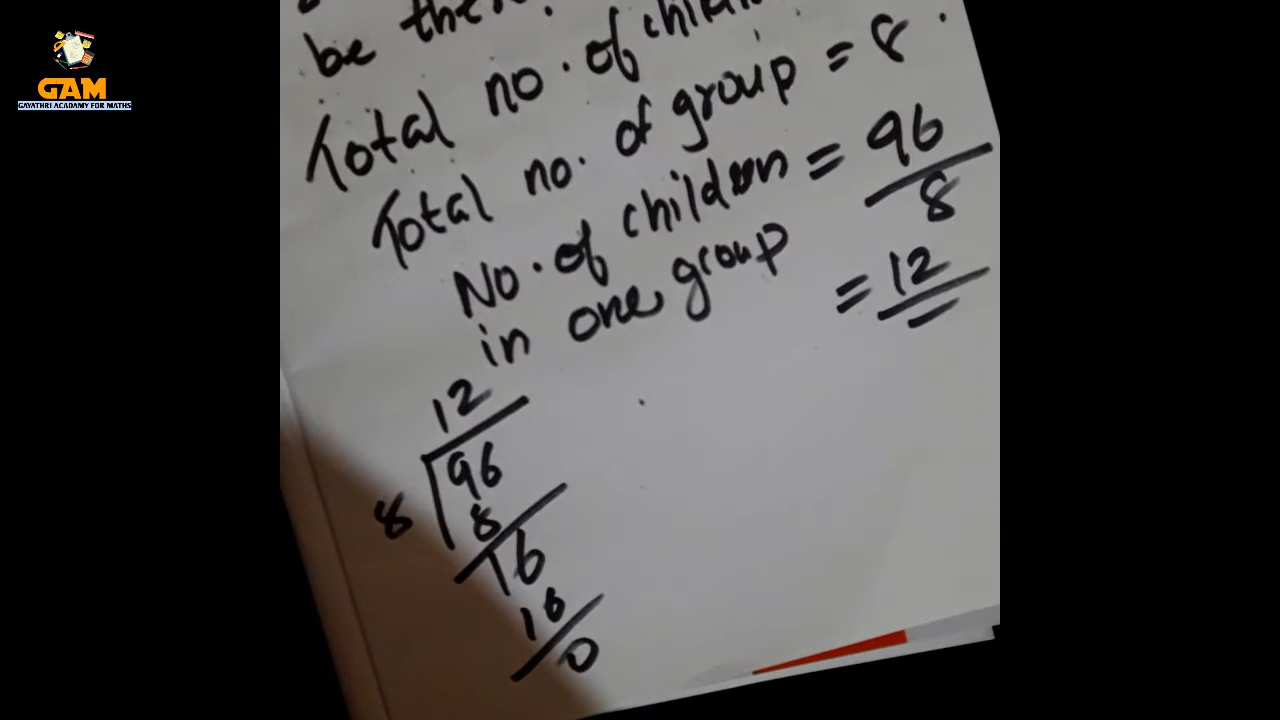 GAM
GAYATHRI ACADAMY FOR MATHS
be
Total no. of
Total no. of group = 8.
No. of children = 96
8
in one group = 12
12
8 96
8
16
16
0